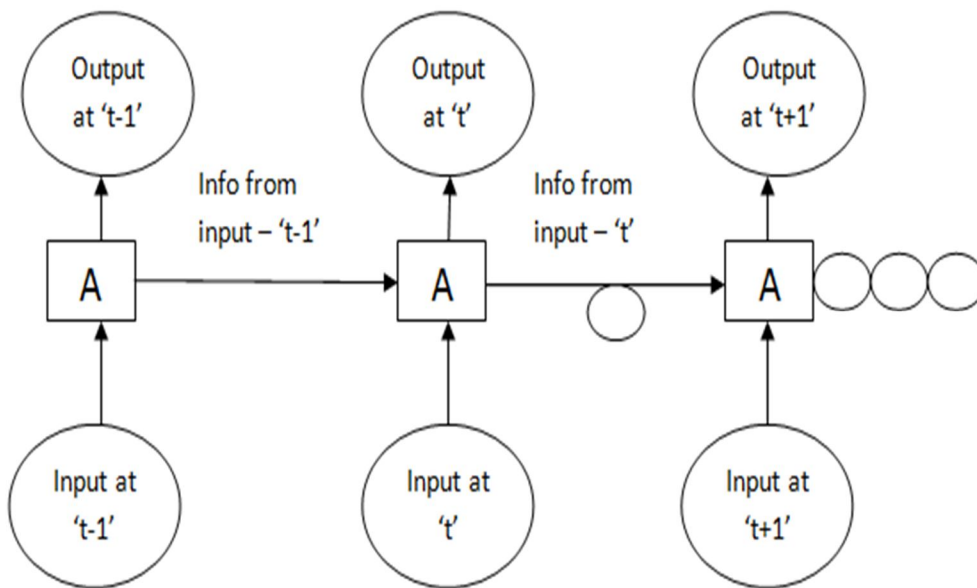 Output
at ‘t-1’
Output
at ‘t’
Output
at ‘t+1’
Info from
input – ‘t-1’
Info from
input – ‘t’
A
A
A
Input at
‘t-1’
Input at
‘t’
Input at
‘t+1’